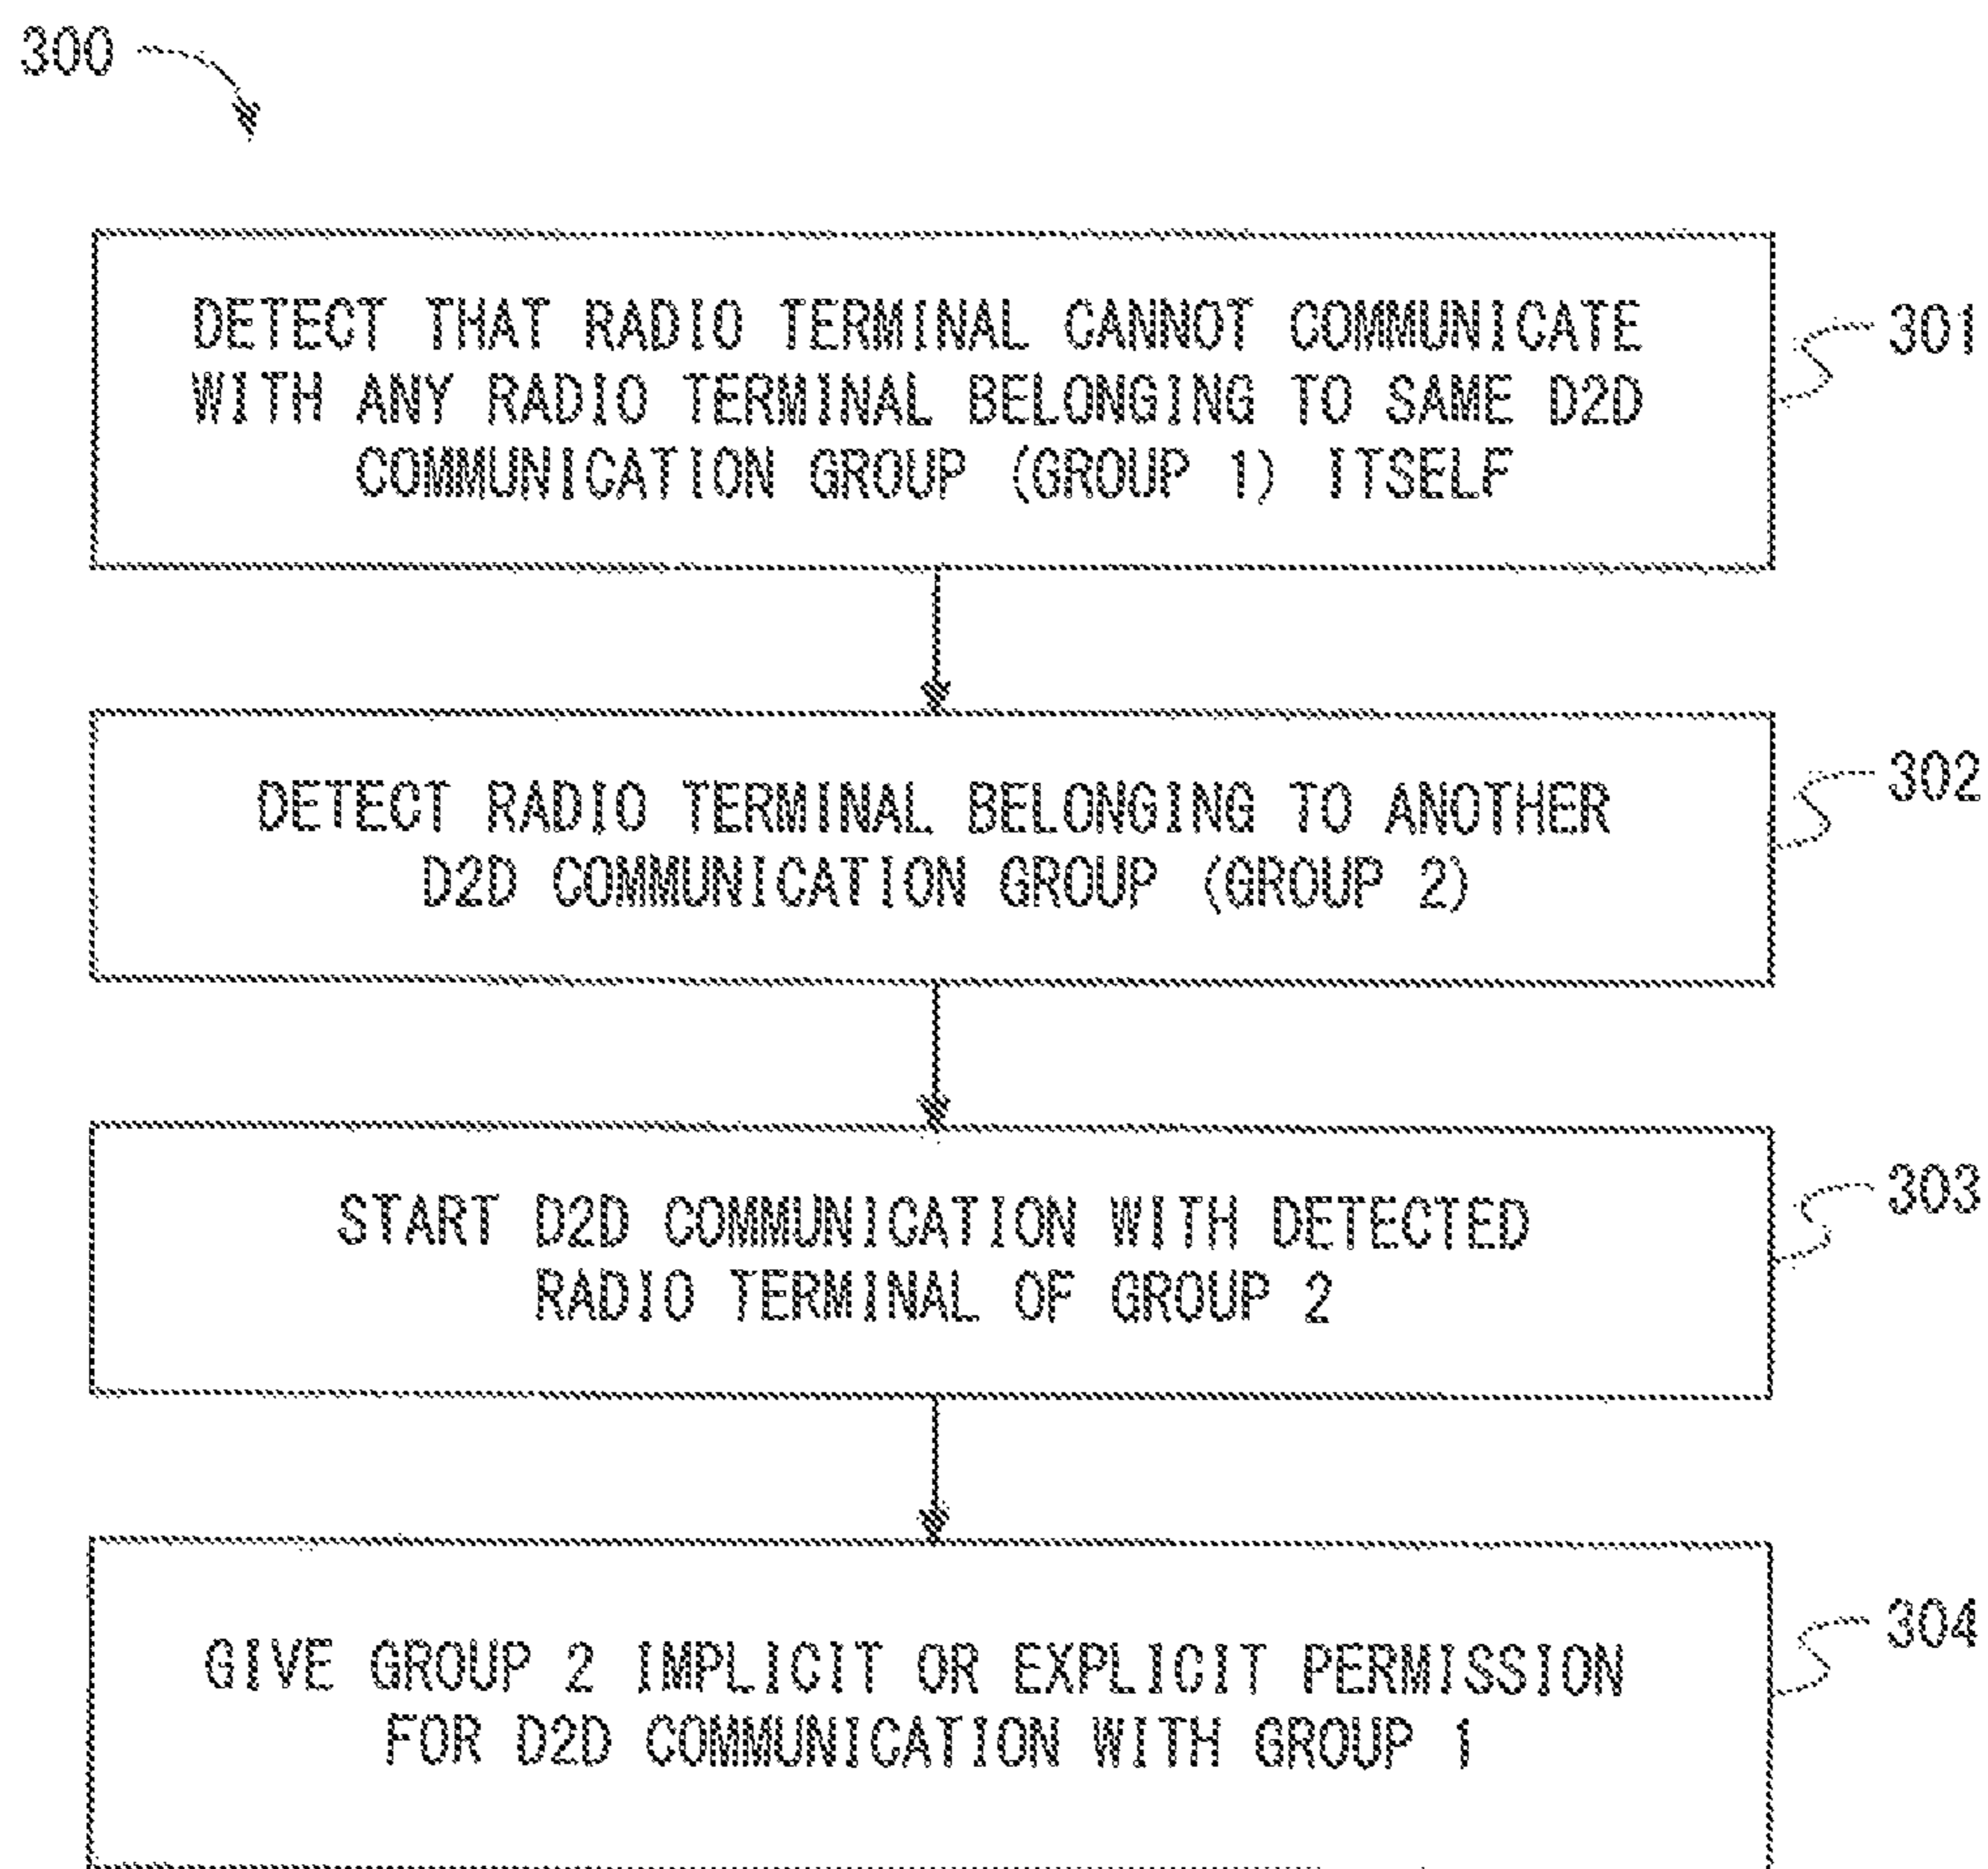 300
DETECT THAT RADIO TERMINAL CANNOT COMMUNICATE
WITH ANY RADIO TERMINAL BELONGING TO SAME D2D
COMMUNICATION GROUP (GROUP 1) ITSELF
301
DETECT RADIO TERMINAL BELONGING TO ANOTHER
D2D COMMUNICATION GROUP (GROUP 2)
302
START D2D COMMUNICATION WITH DETECTED
RADIO TERMINAL OF GROUP 2
303
GIVE GROUP 2 IMPLICIT OR EXPLICIT PERMISSION
FOR D2D COMMUNICATION WITH GROUP 1
304